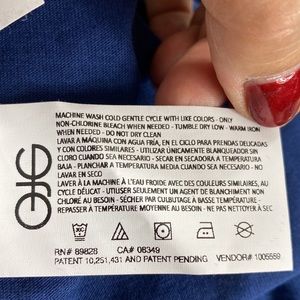 MACHINE WASH COLD GENTLE CYCLE WITH LIKE COLORS - ONLY
NON-CHLORINE BLEACH WHEN NEEDED - TUMBLE DRY LOW - WARM IRON
WHEN NEEDED - DO NOT DRY CLEAN
LAVAR A MÁQUINA CON AGUA FRÍA, EN EL CICLO PARA PRENDAS DELICADAS
Y CON COLORES SIMILARES - UTILIZAR ÚNICAMENTE BLANQUEADOR SIN
CLORO CUANDO SEA NECESARIO - SECAR EN SECADORA A TEMPERATURA
BAJA - PLANCHAR A TEMPERATURA MEDIA CUANDO SEA NECESARIO - NO
LAVAR EN SECO
LAVER À LA MACHINE À L'EAU FROIDE AVEC DES COULEURS SIMILAIRES, AU
CYCLE DÉLICAT - UTILISER SEULEMENT UN AGENT DE BLANCHIMENT NON
CHLORÉ AU BESOIN - SÉCHER PAR CULBUTAGE À BASSE TEMPÉRATURE -
REPASSER À TEMPÉRATURE MOYENNE AU BESOIN - NE PAS NETTOYER À SEC
RN# 89828 CA# 08349
PATENT 10,251,431 AND PATENT PENDING VENDOR# 1005559